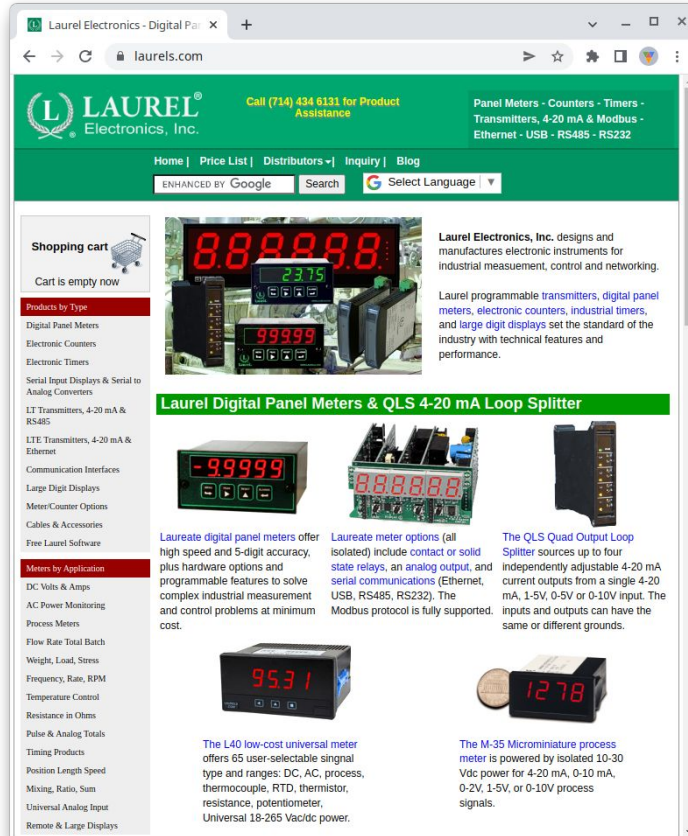 Laurel Electronics - Digital Pa
laurels.com
LAUREL®
Electronics, Inc.
L
Call (714) 434 6131 for Product
Assistance
Panel Meters - Counters - Timers -
Transmitters, 4-20 mA & Modbus -
Ethernet - USB - RS485 - RS232
Home | Price List | Distributors | Inquiry | Blog
ENHANCED BY Google Search
G Select Language
Shopping cart
Cart is empty now
Products by Type
Digital Panel Meters
Electronic Counters
Electronic Timers
Serial Input Displays & Serial to
Analog Converters
LT Transmitters, 4-20 mA &
RS485
LTE Transmitters, 4-20 mA &
Ethernet
Communication Interfaces
Large Digit Displays
Meter/Counter Options
Cables & Accessories
Free Laurel Software
Meters by Application
DC Volts & Amps
AC Power Monitoring
Process Meters
Flow Rate Total Batch
Weight, Load, Stress
Frequency, Rate, RPM
Temperature Control
Resistance in Ohms
Pulse & Analog Totals
Timing Products
Position Length Speed
Mixing, Ratio, Sum
Universal Analog Input
Remote & Large Displays
888888.
23.75
99999
Laurel Electronics, Inc. designs and
manufactures electronic instruments for
industrial measuement, control and networking.
Laurel programmable transmitters, digital panel
meters, electronic counters, industrial timers,
and large digit displays set the standard of the
industry with technical features and
performance.
Laurel Digital Panel Meters & QLS 4-20 mA Loop Splitter
-9.9999
888888.
Laureate digital panel meters offer
high speed and 5-digit accuracy,
plus hardware options and
programmable features to solve
complex industrial measurement
and control problems at minimum
cost.
Laureate meter options (all
isolated) include contact or solid
state relays, an analog output, and
serial communications (Ethernet,
USB, RS485, RS232). The
Modbus protocol is fully supported.
The QLS Quad Output Loop
Splitter sources up to four
independently adjustable 4-20 mA
current outputs from a single 4-20
mA, 1-5V, 0-5V or 0-10V input. The
inputs and outputs can have the
same or different grounds.
95.31
1278
The L40 low-cost universal meter
offers 65 user-selectable singnal
type and ranges: DC, AC, process,
thermocouple, RTD, thermistor,
resistance, potentiometer,
Universal 18-265 Vac/dc power.
The M-35 Microminiature process
meter is powered by isolated 10-30
Vdc power for 4-20 mA, 0-10 mA,
0-2V, 1-5V, or 0-10V process
signals.